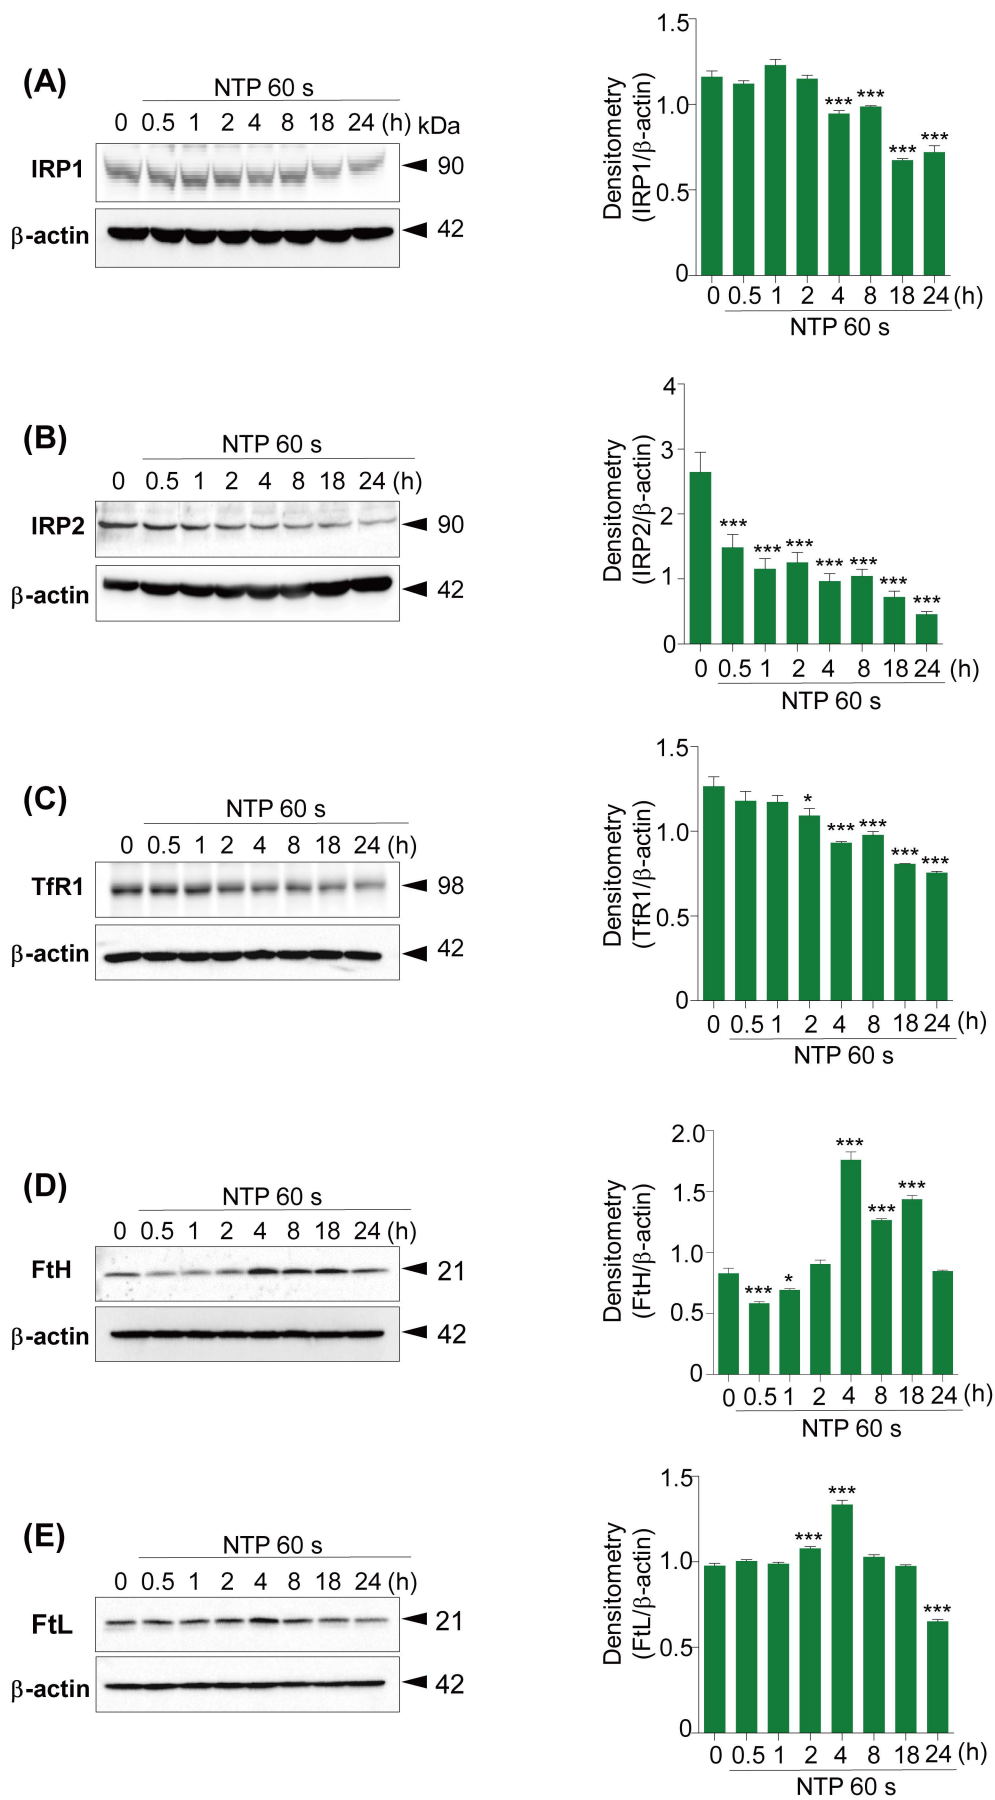 (A)
NTP 60 s
0 0.5 1 2 4 8 18 24 (h) kDa
IRP1
90
β-actin
42
1.5
1.0
0.5
0
Densitometry
(IRP1/β-actin)
*** *** *** ***
0 0.5 1 2 4 8 18 24 (h)
NTP 60 s
(B)
NTP 60 s
0 0.5 1 2 4 8 18 24 (h)
IRP2
90
β-actin
42
4
3
2
1
0
Densitometry
(IRP2/β-actin)
*** *** *** *** *** *** ***
0 0.5 1 2 4 8 18 24 (h)
NTP 60 s
(C)
NTP 60 s
0 0.5 1 2 4 8 18 24 (h)
TfR1
98
β-actin
42
1.5
1.0
0.5
0
Densitometry
(TfR1/β-actin)
* *** *** *** ***
0 0.5 1 2 4 8 18 24 (h)
NTP 60 s
(D)
NTP 60 s
0 0.5 1 2 4 8 18 24 (h)
FtH
21
β-actin
42
2.0
1.5
1.0
0.5
0
Densitometry
(FtH/β-actin)
*** * *** *** ***
0 0.5 1 2 4 8 18 24 (h)
NTP 60 s
(E)
NTP 60 s
0 0.5 1 2 4 8 18 24 (h)
FtL
21
β-actin
42
1.5
1.0
0.5
0
Densitometry
(FtL/β-actin)
*** *** ***
0 0.5 1 2 4 8 18 24 (h)
NTP 60 s